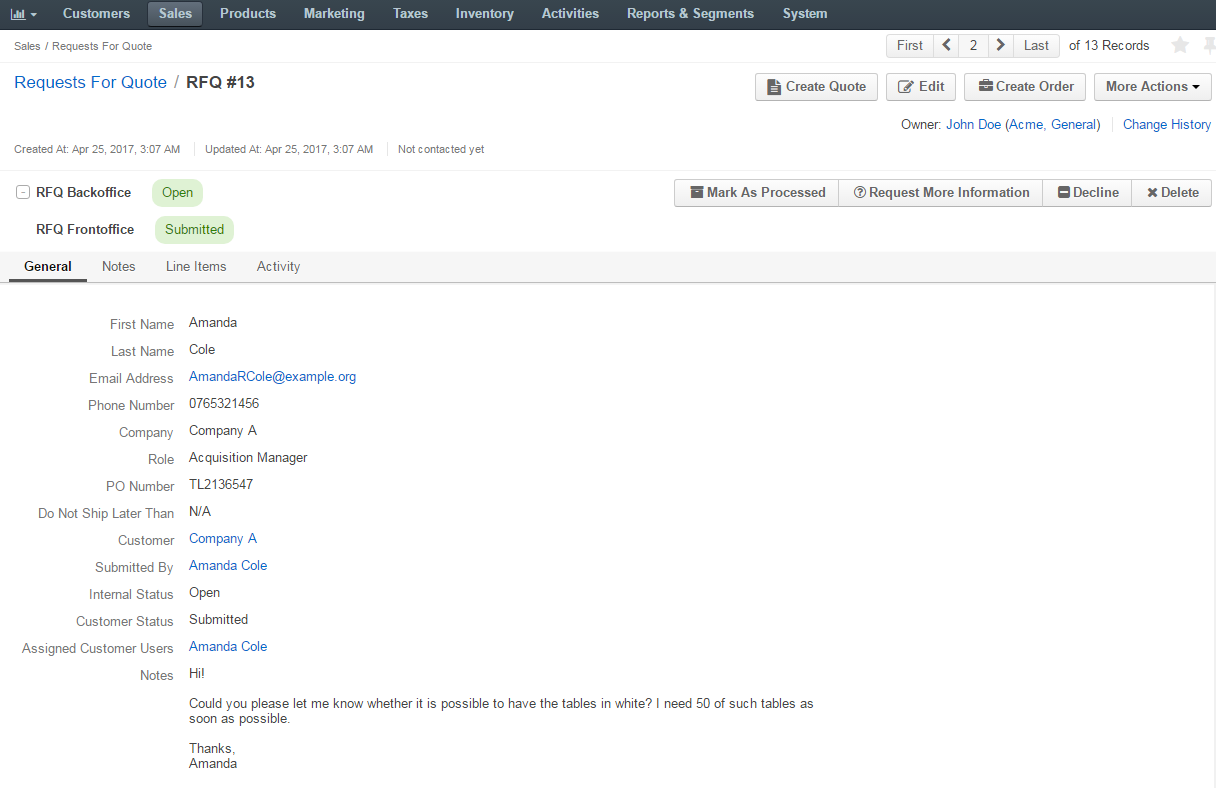 Customers Sales Products Marketing Taxes Inventory Activities Reports & Segments System
Sales / Requests For Quote First 2 Last of 13 Records
Requests For Quote / RFQ #13 Create Quote Edit Create Order More Actions
Owner: John Doe (Acme, General) Change History
Created At: Apr 25, 2017, 3:07 AM Updated At: Apr 25, 2017, 3:07 AM Not contacted yet
RFQ Backoffice Open Mark As Processed Request More Information Decline Delete
RFQ Frontoffice Submitted
General Notes Line Items Activity
First Name Amanda
Last Name Cole
Email Address AmandaRCole@example.org
Phone Number 0765321456
Company Company A
Role Acquisition Manager
PO Number TL2136547
Do Not Ship Later Than N/A
Customer Company A
Submitted By Amanda Cole
Internal Status Open
Customer Status Submitted
Assigned Customer Users Amanda Cole
Notes Hi!
Could you please let me know whether it is possible to have the tables in white? I need 50 of such tables as
soon as possible.
Thanks,
Amanda